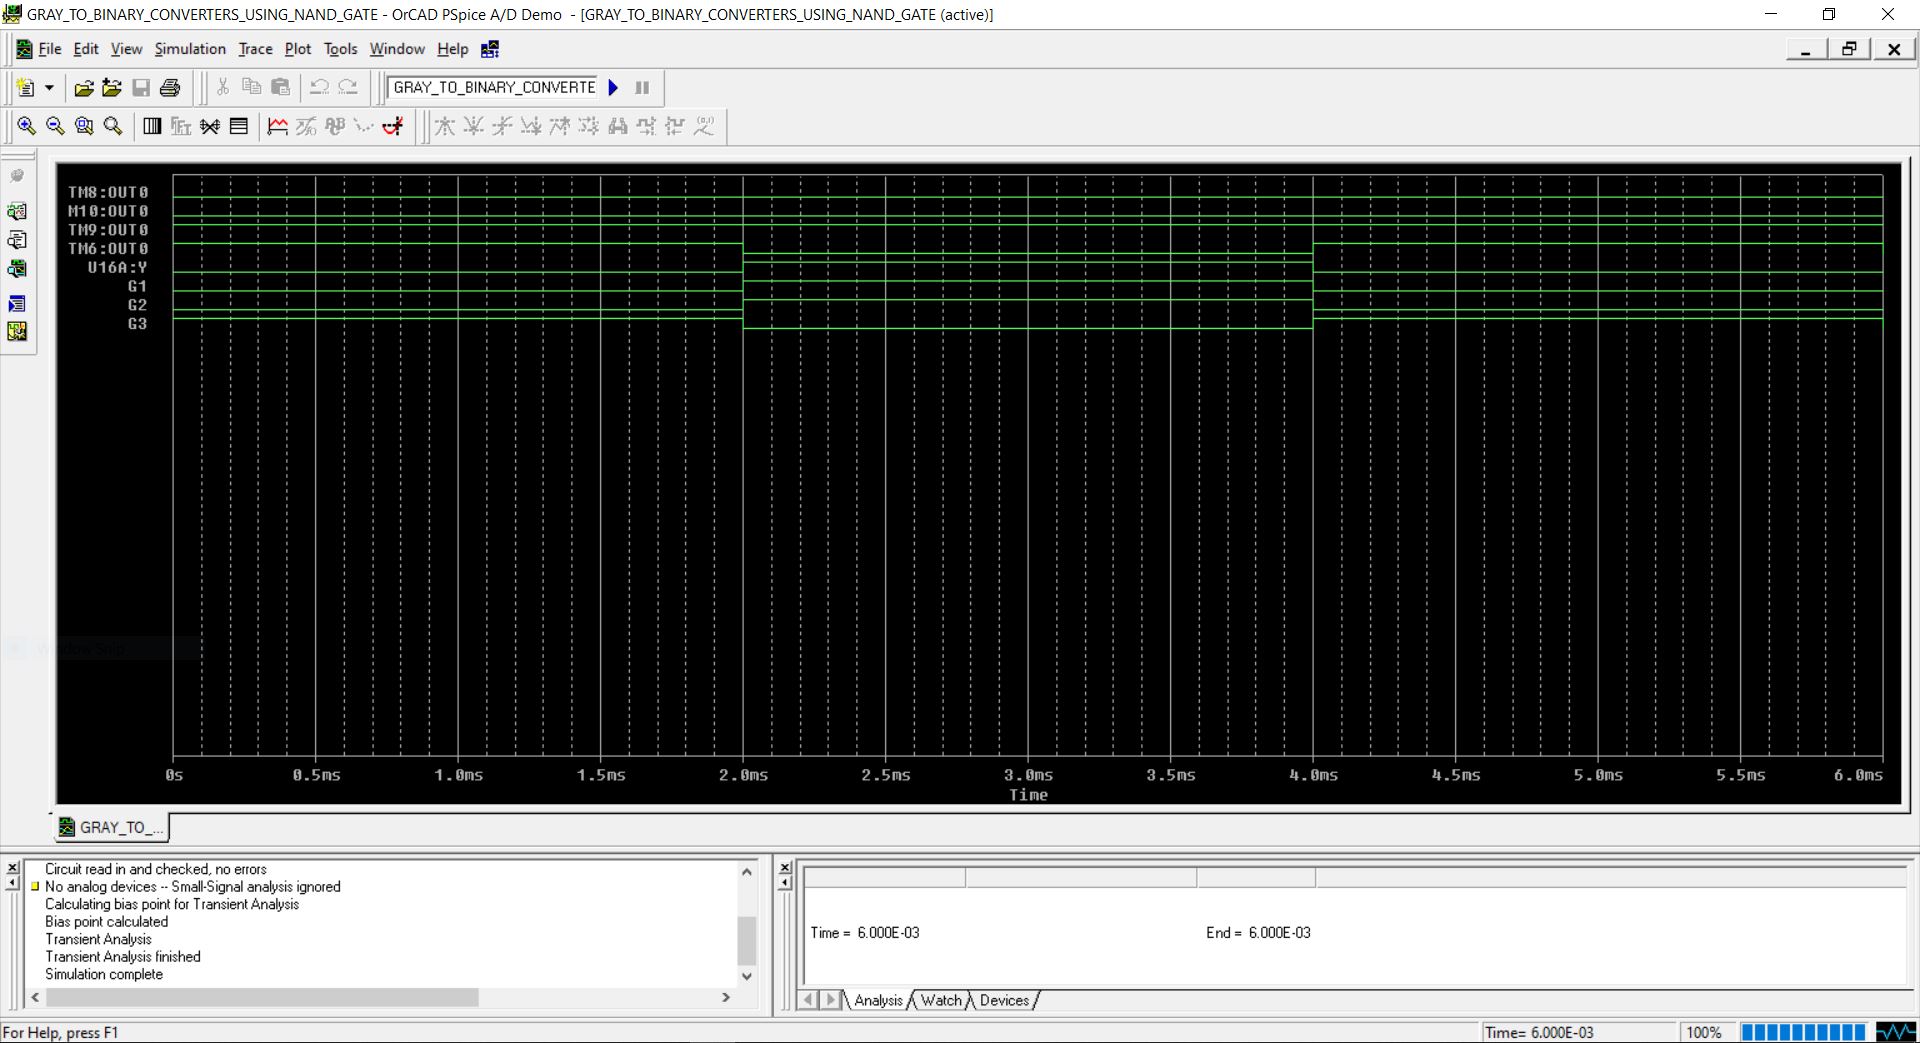 GRAY_TO_BINARY_CONVERTERS_USING_NAND_GATE - OrCAD PSpice A/D Demo - [GRAY_TO_BINARY_CONVERTERS_USING_NAND_GATE (active)]
File Edit View Simulation Trace Plot Tools Window Help
GRAY_TO_BINARY_CONVERTE
TM8:OUT0
M10:OUT0
TM9:OUT0
TM6:OUT0
U16A:Y
G1
G2
G3
Window Snip
0s 0.5ms 1.0ms 1.5ms 2.0ms 2.5ms 3.0ms 3.5ms 4.0ms 4.5ms 5.0ms 5.5ms 6.0ms
Time
GRAY_TO_...
Circuit read in and checked, no errors
No analog devices -- Small-Signal analysis ignored
Calculating bias point for Transient Analysis
Bias point calculated
Transient Analysis
Transient Analysis finished
Simulation complete
Time = 6.000E-03 End = 6.000E-03
Analysis Watch Devices
For Help, press F1 Time= 6.000E-03 100%